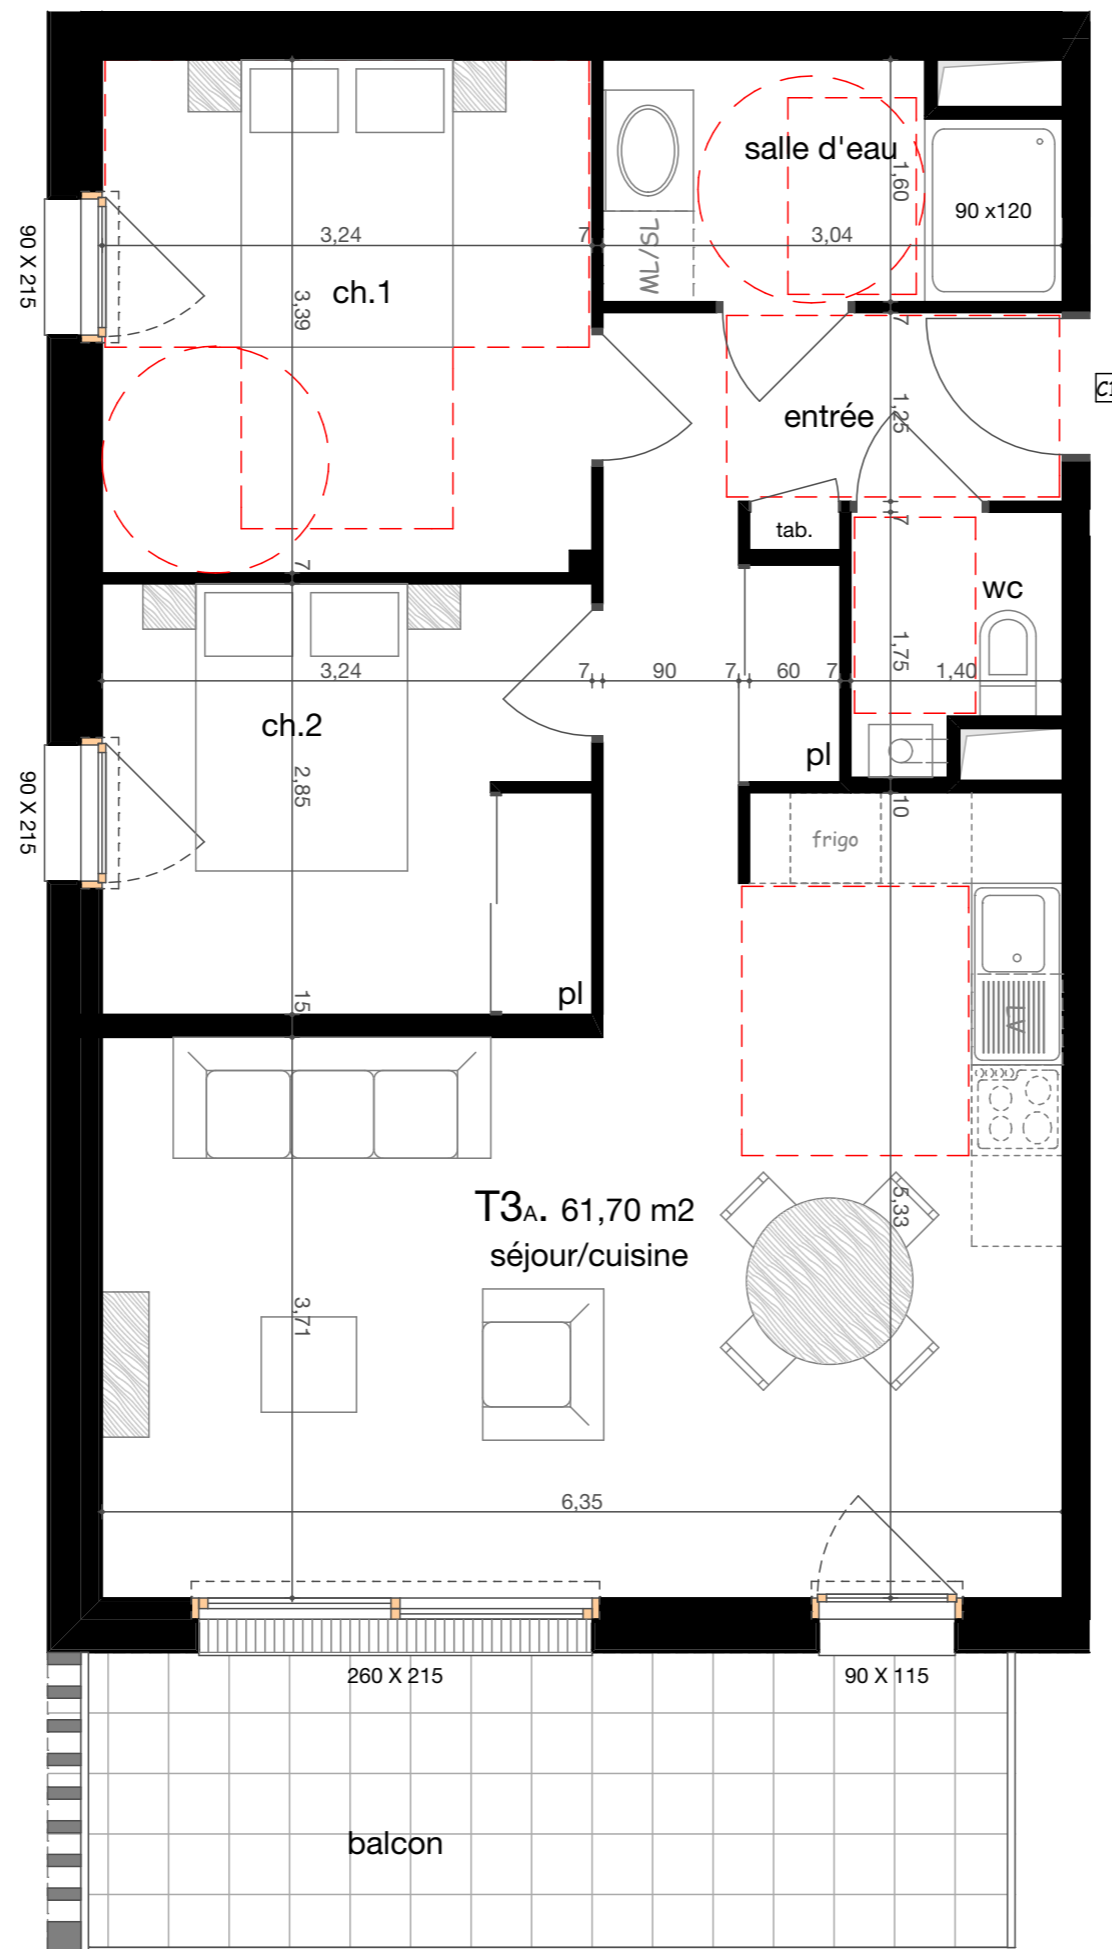 salle d'eau
1,60
90 x120
90 X 215
3,24
7
3,04
ML/SL
ch.1
3,39
7
entrée
1,25
7
tab.
7
wc
1,75
3,24
7
90
7
60
7
1,40
ch.2
pl
2,85
90 X 215
10
frigo
15
pl
T3A. 61,70 m2
séjour/cuisine
5,33
3,71
6,35
260 X 215
90 X 115
balcon